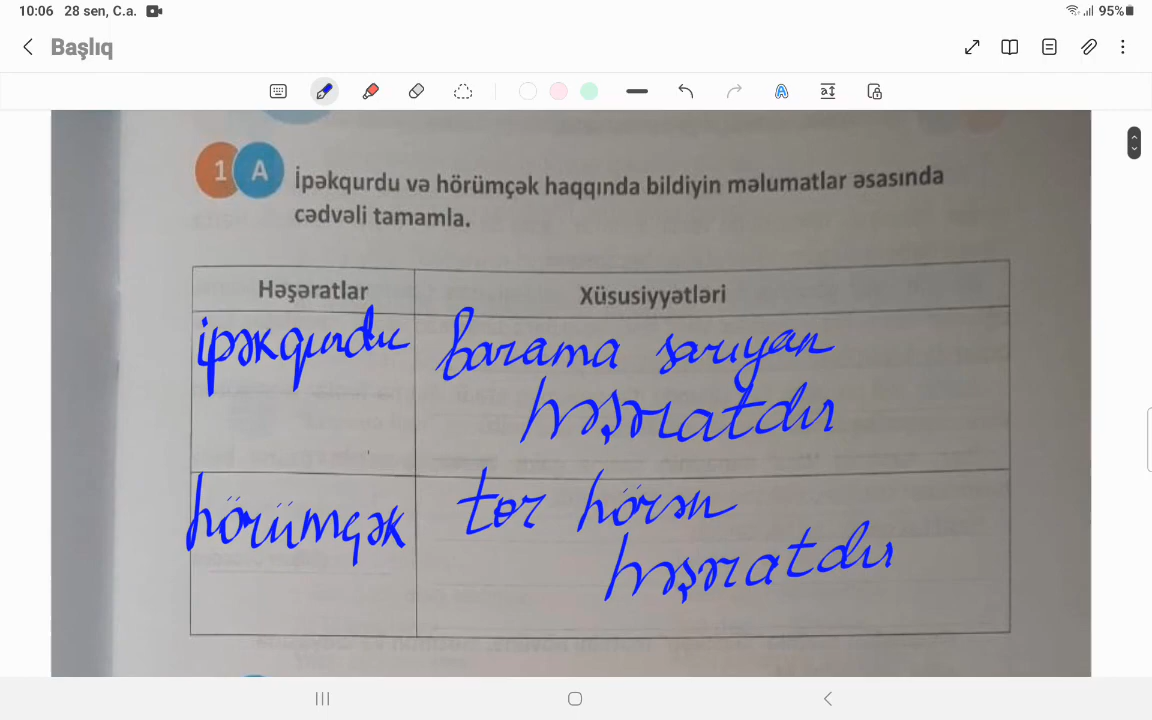 10:06 28 sen, C.a. 95%
Başlıq
1 A
İpəkqurdu və hörümçək haqqında bildiyin məlumatlar əsasında
cədvəli tamamla.
Həşəratlar Xüsusiyyətləri
ipəkqurdu barama sarıyan
həşəratdır
hörümçək tor hörən
həşəratdır